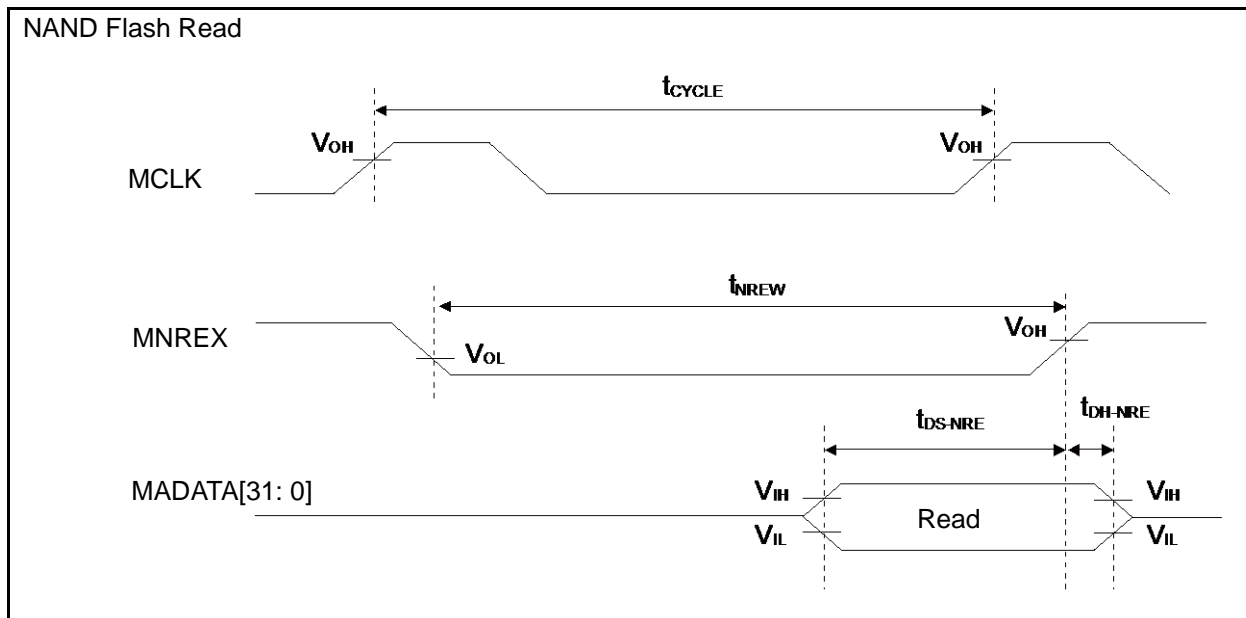 NAND Flash Read
tCYCLE
VOH VOH
MCLK
tNREW
MNREX VOH
VOL
tDS-NRE tDH-NRE
MADATA[31: 0] VIH VIH
Read
VIL VIL